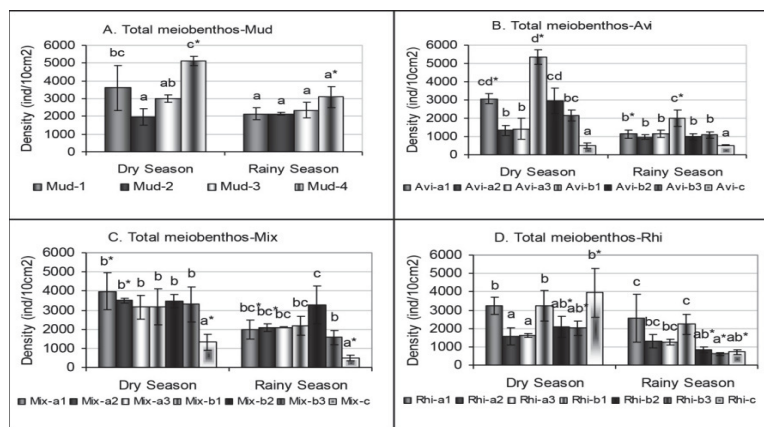 A. Total meiobenthos-Mud
Density (ind/10cm2)
6000
5000
4000
3000
2000
1000
0
bc
a
ab
c*
a
a
a
a*
Dry Season
Rainy Season
Mud-1
Mud-2
Mud-3
Mud-4
B. Total meiobenthos-Avi
Density (ind/10cm2)
6000
5000
4000
3000
2000
1000
0
cd*
b
b
d*
cd
bc
a
b*
b
b
c*
b
b
a
Dry Season
Rainy Season
Avi-a1
Avi-a2
Avi-a3
Avi-b1
Avi-b2
Avi-b3
Avi-c
C. Total meiobenthos-Mix
Density (ind/10cm2)
6000
5000
4000
3000
2000
1000
0
b*
b*
b
b
b
b
a*
bc*
bc*
bc
bc
c
b
a*
Dry Season
Rainy Season
Mix-a1
Mix-a2
Mix-a3
Mix-b1
Mix-b2
Mix-b3
Mix-c
D. Total meiobenthos-Rhi
Density (ind/10cm2)
6000
5000
4000
3000
2000
1000
0
b
a
a
b
ab*
ab*
b*
c
bc
bc
c
ab*
a*
ab*
Dry Season
Rainy Season
Rhi-a1
Rhi-a2
Rhi-a3
Rhi-b1
Rhi-b2
Rhi-b3
Rhi-c